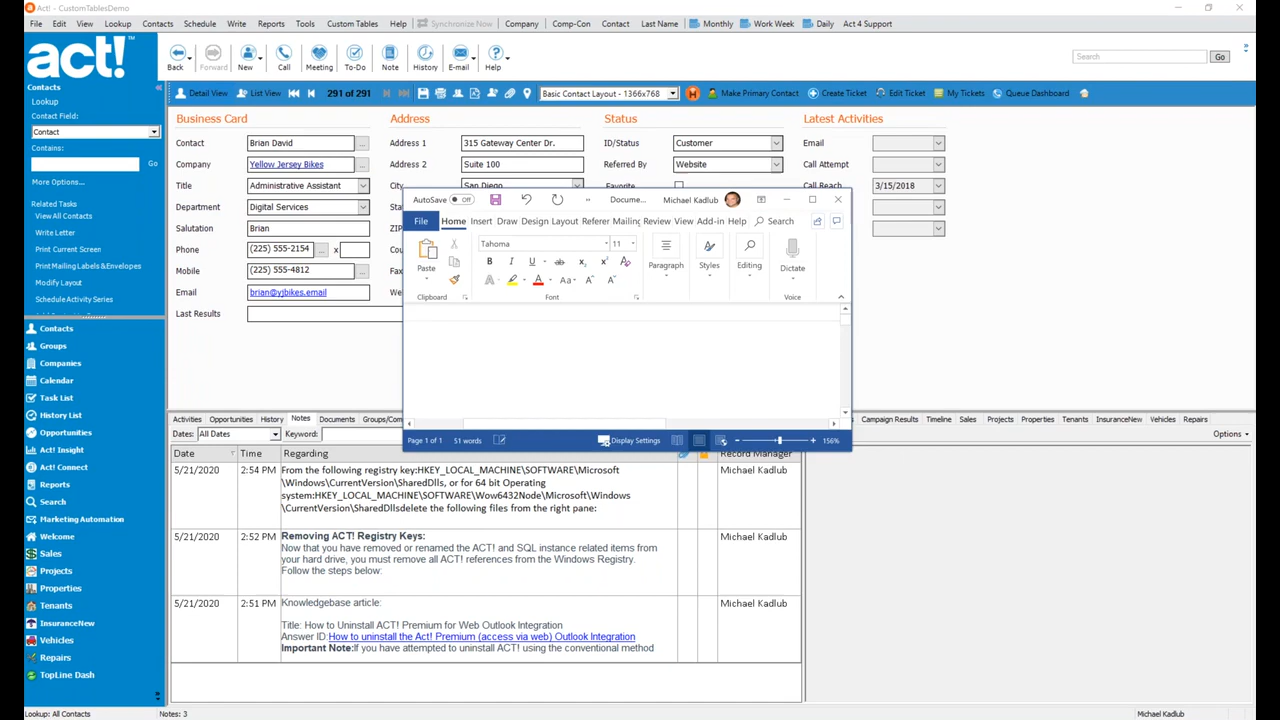 Act! - CustomTablesDemo
File Edit View Lookup Contacts Schedule Write Reports Tools Custom Tables Help Synchronize Now Company Comp-Con Contact Last Name Monthly Work Week Daily Act 4 Support
act!™
Back Forward New Call Meeting To-Do Note History E-mail Help
Search Go
Contacts
Lookup
Contact Field:
Contact
Contains:
Go
More Options...
Related Tasks
View All Contacts
Write Letter
Print Current Screen
Print Mailing Labels & Envelopes
Modify Layout
Schedule Activity Series
Contacts
Groups
Companies
Calendar
Task List
History List
Opportunities
Act! Insight
Act! Connect
Reports
Search
Marketing Automation
Welcome
Sales
Projects
Properties
Tenants
InsuranceNew
Vehicles
Repairs
TopLine Dash
Detail View List View 291 of 291 Basic Contact Layout - 1366x768 H Make Primary Contact Create Ticket Edit Ticket My Tickets Queue Dashboard
Business Card
Contact Brian David
Company Yellow Jersey Bikes
Title Administrative Assistant
Department Digital Services
Salutation Brian
Phone (225) 555-2154 x
Mobile (225) 555-4812
Email brian@yjbikes.email
Last Results
Address
Address 1 315 Gateway Center Dr.
Address 2 Suite 100
City San Diego
Status
ID/Status Customer
Referred By Website
Favorite
Latest Activities
Email
Call Attempt
Call Reach 3/15/2018
AutoSave Off Docume... Michael Kadlub
File Home Insert Draw Design Layout Referer Mailing Review View Add-in Help Search
Paste
Clipboard
Tahoma 11
B I U ab x₂ x²
A A Aa A A
Font
Paragraph
Styles
Editing
Dictate
Voice
Page 1 of 1 51 words Display Settings 156%
Activities Opportunities History Notes Documents Groups/Com Campaign Results Timeline Sales Projects Properties Tenants InsuranceNew Vehicles Repairs
Dates: All Dates Keyword: Options
Date Time Regarding Record Manager
5/21/2020 2:54 PM From the following registry key:HKEY_LOCAL_MACHINE\SOFTWARE\Microsoft Michael Kadlub
\Windows\CurrentVersion\SharedDlls, or for 64 bit Operating
system:HKEY_LOCAL_MACHINE\SOFTWARE\Wow6432Node\Microsoft\Windows
\CurrentVersion\SharedDllsdelete the following files from the right pane:
5/21/2020 2:52 PM Removing ACT! Registry Keys: Michael Kadlub
Now that you have removed or renamed the ACT! and SQL instance related items from
your hard drive, you must remove all ACT! references from the Windows Registry.
Follow the steps below:
5/21/2020 2:51 PM Knowledgebase article: Michael Kadlub
Title: How to Uninstall ACT! Premium for Web Outlook Integration
Answer ID:How to uninstall the Act! Premium (access via web) Outlook Integration
Important Note:If you have attempted to uninstall ACT! using the conventional method
Lookup: All Contacts Notes: 3 Michael Kadlub